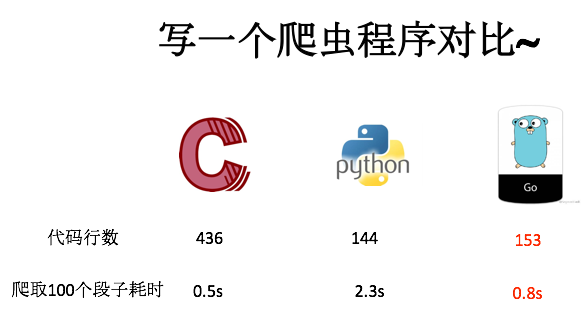 写一个爬虫程序对比~
C
python
Go
代码行数 436 144 153
爬取100个段子耗时 0.5s 2.3s 0.8s